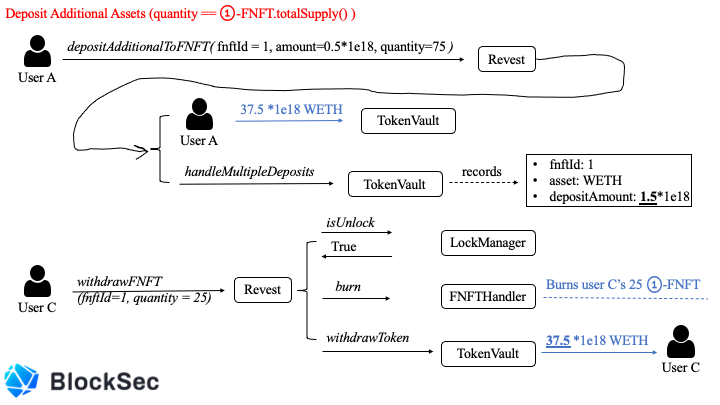 Deposit Additional Assets (quantity == ①-FNFT.totalSupply() )
depositAdditionalToFNFT( fnftId = 1, amount=0.5*1e18, quantity=75 )
Revest
User A
37.5 *1e18 WETH
TokenVault
User A
handleMultipleDeposits
TokenVault
records
• fnftId: 1
• asset: WETH
• depositAmount: 1.5*1e18
isUnlock
True
LockManager
withdrawFNFT
(fnftId=1, quantity = 25)
User C
Revest
burn
FNFTHandler
Burns user C's 25 ①-FNFT
withdrawToken
TokenVault
37.5 *1e18 WETH
User C
BlockSec